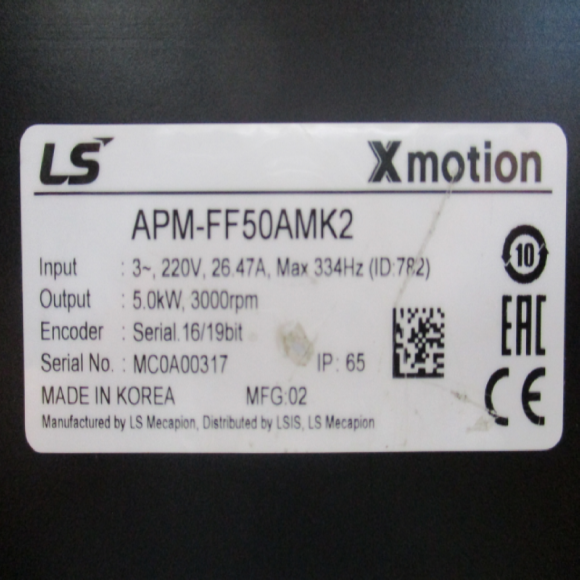 LS Xmotion
APM-FF50AMK2
Input : 3~, 220V, 26.47A, Max 334Hz (ID:782)
Output : 5.0kW, 3000rpm
Encoder : Serial.16/19bit
Serial No. : MC0A00317 IP : 65
MADE IN KOREA MFG:02
Manufactured by LS Mecapion, Distributed by LSIS, LS Mecapion
10
EAC
CE